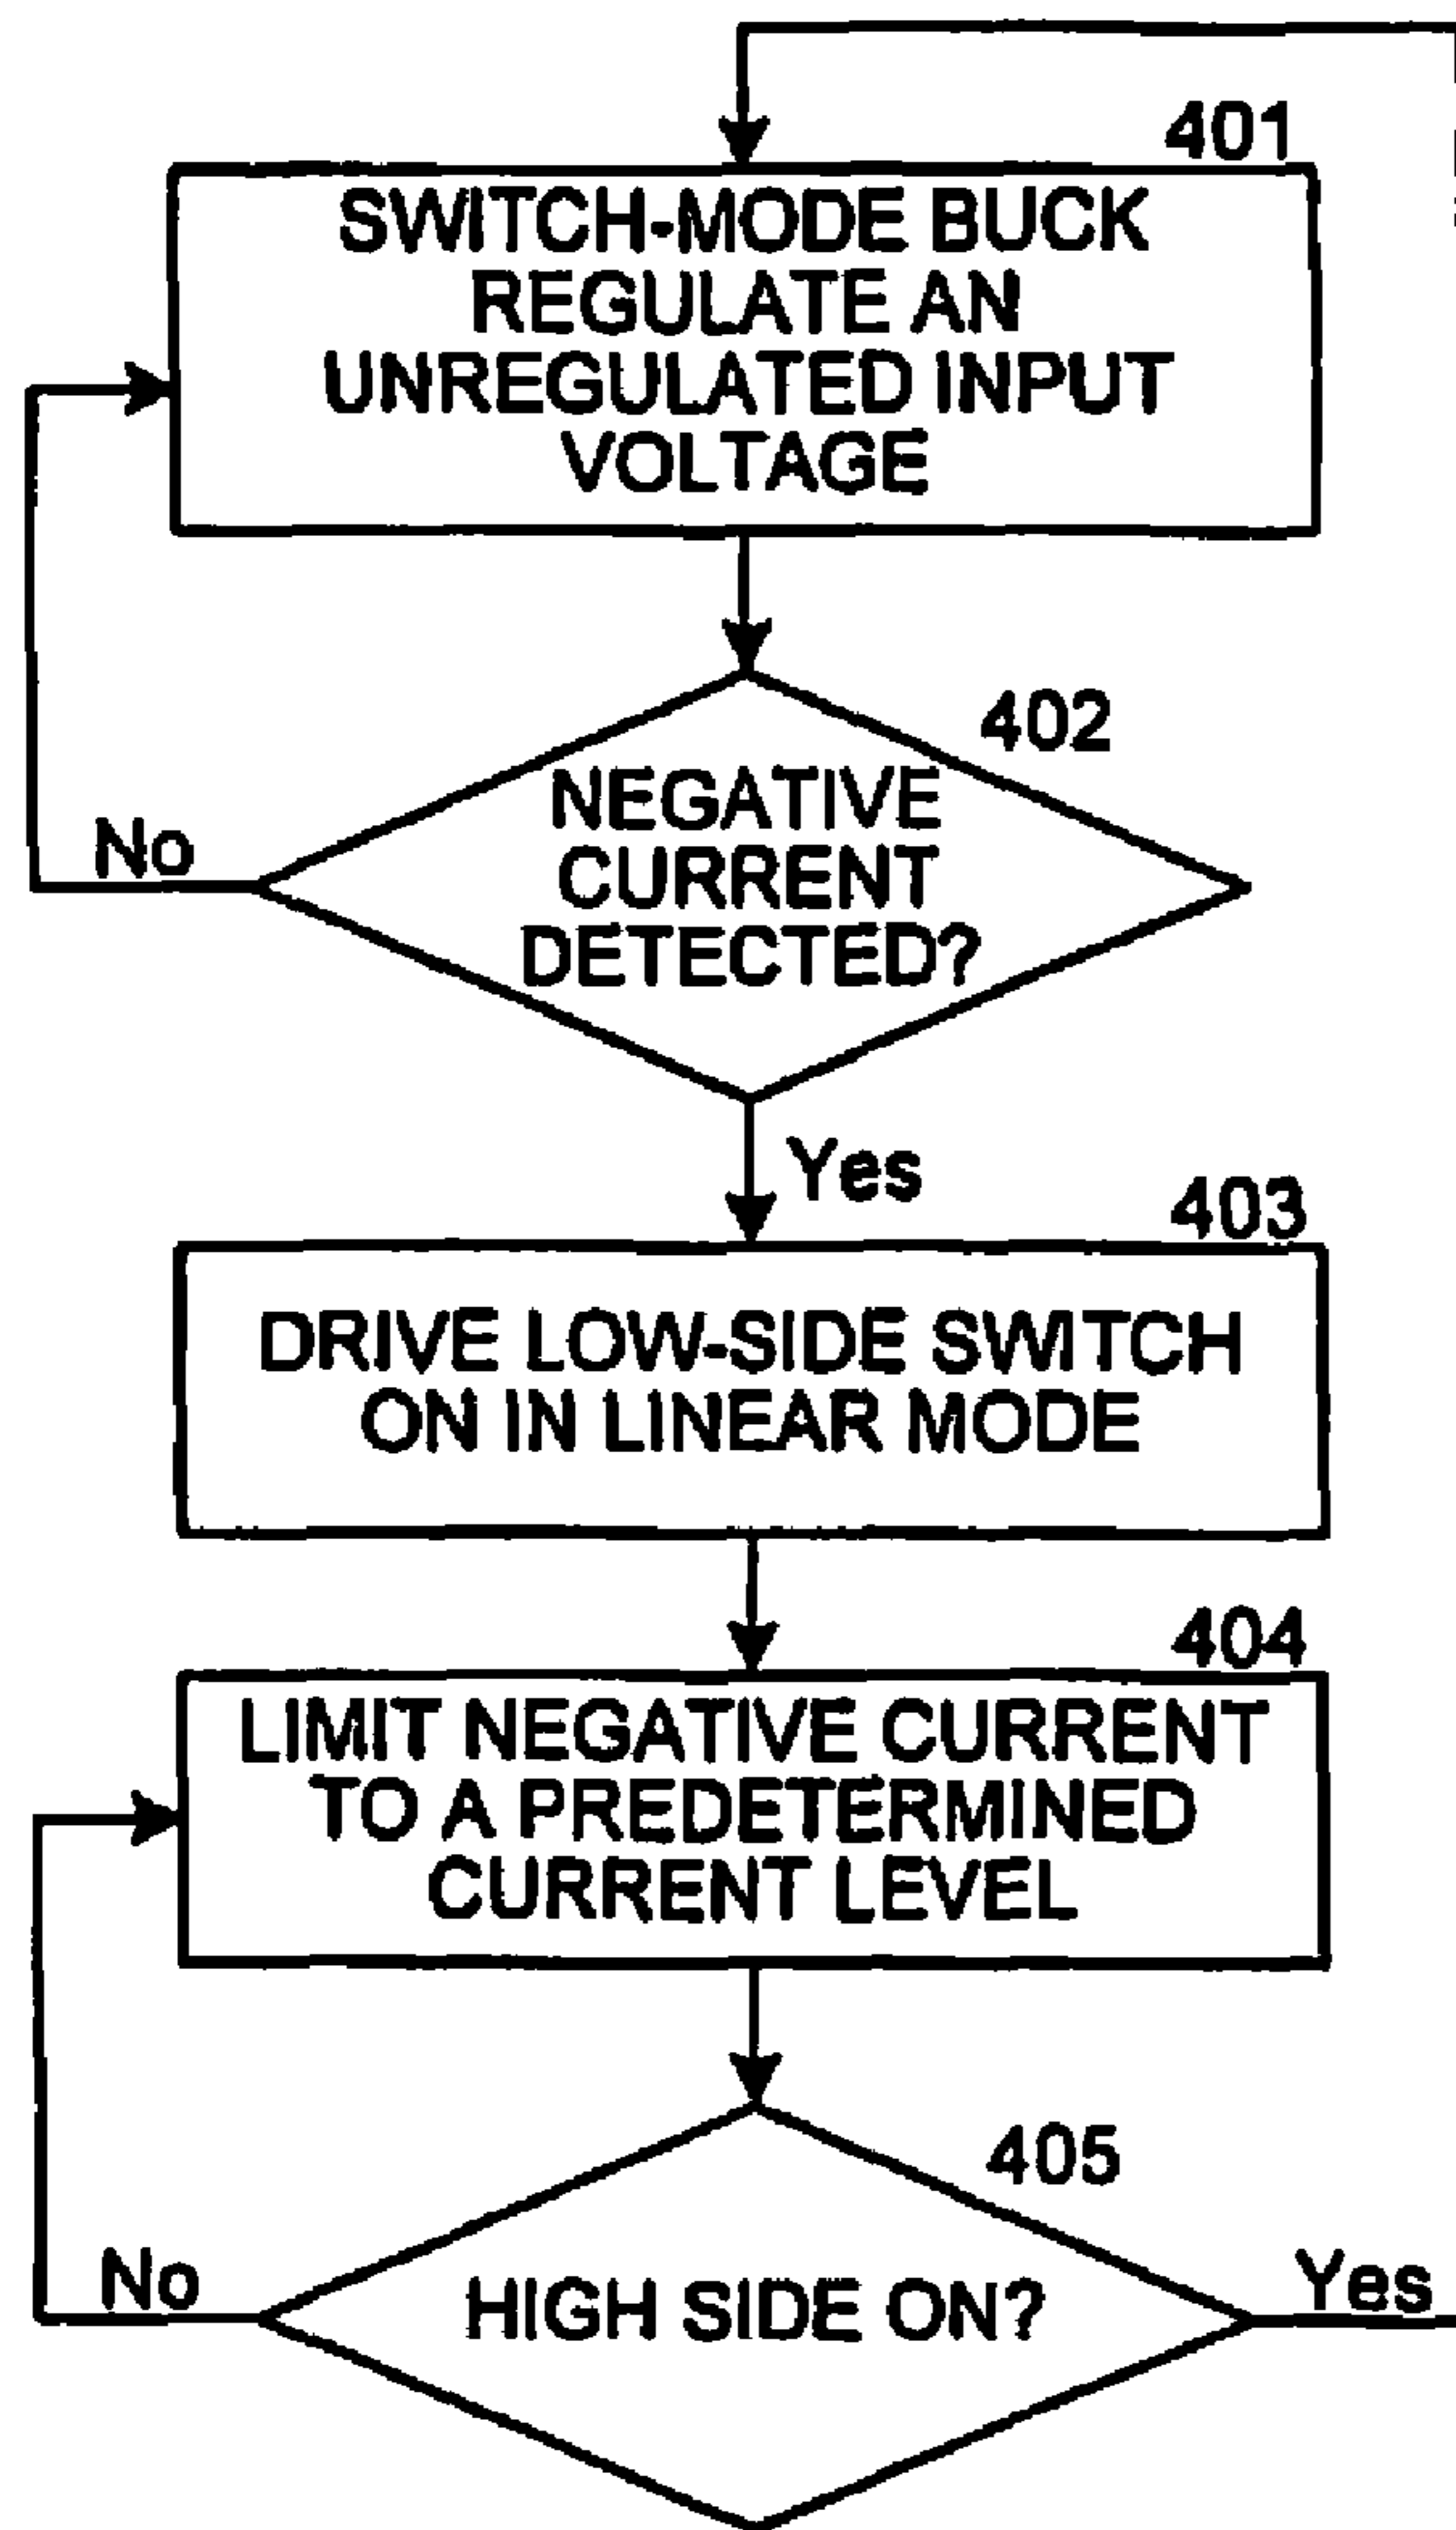 401
SWITCH-MODE BUCK
REGULATE AN
UNREGULATED INPUT
VOLTAGE
402
NEGATIVE
CURRENT
DETECTED?
No
Yes
403
DRIVE LOW-SIDE SWITCH
ON IN LINEAR MODE
404
LIMIT NEGATIVE CURRENT
TO A PREDETERMINED
CURRENT LEVEL
405
No
HIGH SIDE ON?
Yes